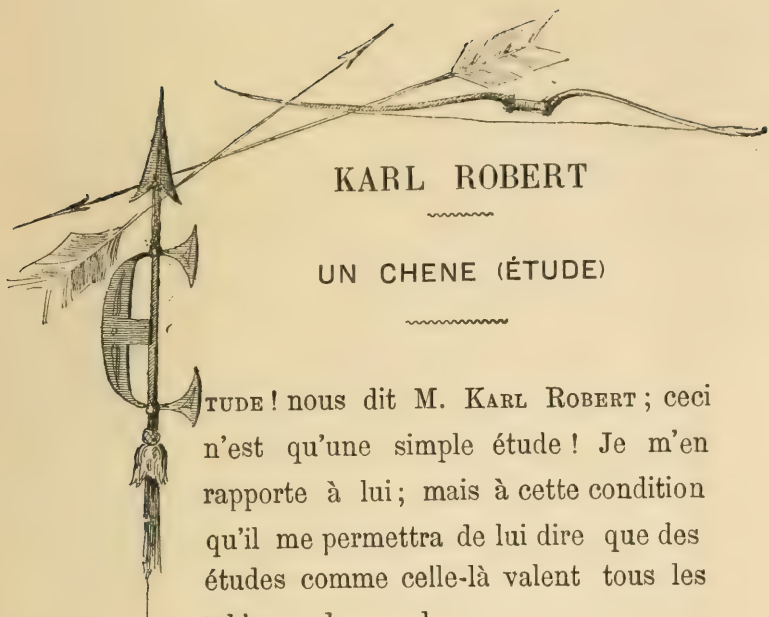 KARL ROBERT
UN CHENE (ÉTUDE)
ETUDE ! nous dit M. KARL ROBERT ; ceci
n'est qu'une simple étude ! Je m'en
rapporte à lui ; mais à cette condition
qu'il me permettra de lui dire que des
études comme celle-là valent tous les